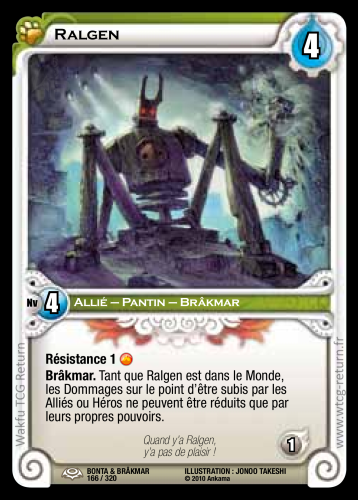 RALGEN
4
Nv 4 ALLIÉ – PANTIN – BRÂKMAR
Résistance 1
Brâkmar. Tant que Ralgen est dans le Monde,
les Dommages sur le point d'être subis par les
Alliés ou Héros ne peuvent être réduits que par
leurs propres pouvoirs.
Quand y'a Ralgen,
y'a pas de plaisir !
1
BONTA & BRÂKMAR
166 / 320
ILLUSTRATION : JONOO TAKESHI
© 2010 Ankama
Wakfu TCG Return
www.wtcg-return.fr